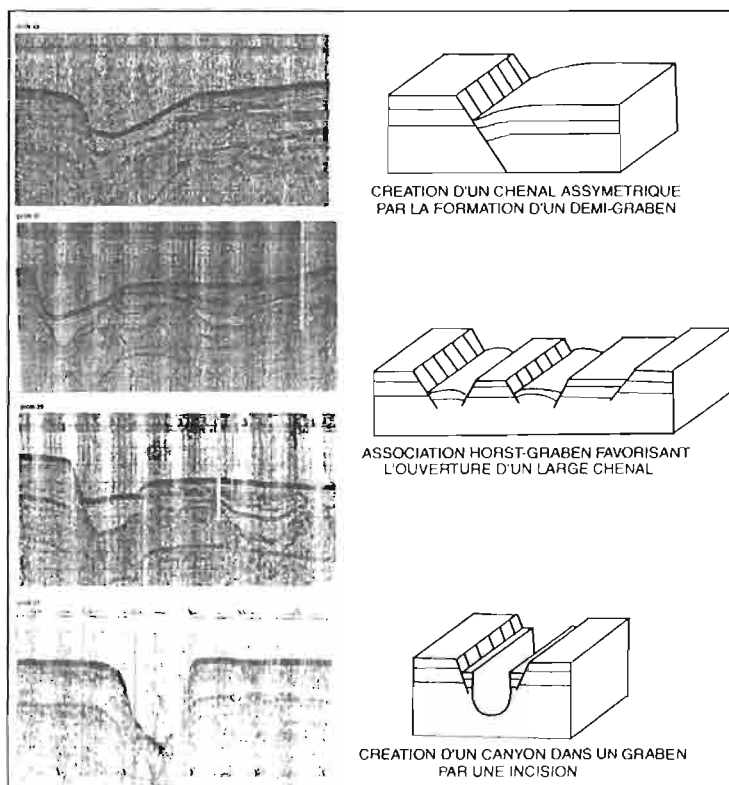 CREATION D'UN CHENAL ASSYMETRIQUE
PAR LA FORMATION D'UN DEMI-GRABEN
ASSOCIATION HORST-GRABEN FAVORISANT
L'OUVERTURE D'UN LARGE CHENAL
CREATION D'UN CANYON DANS UN GRABEN
PAR UNE INCISION